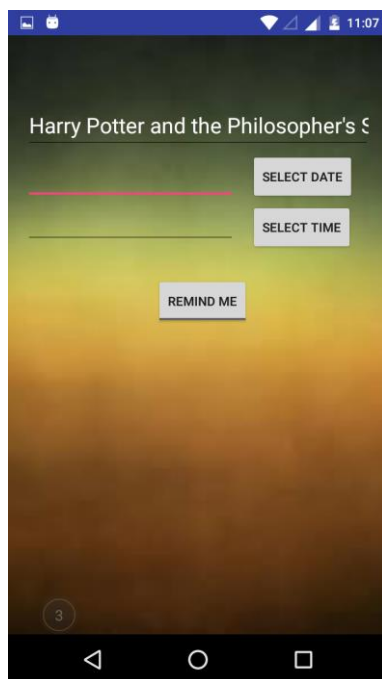 11:07
Harry Potter and the Philosopher's S
SELECT DATE
SELECT TIME
REMIND ME
3